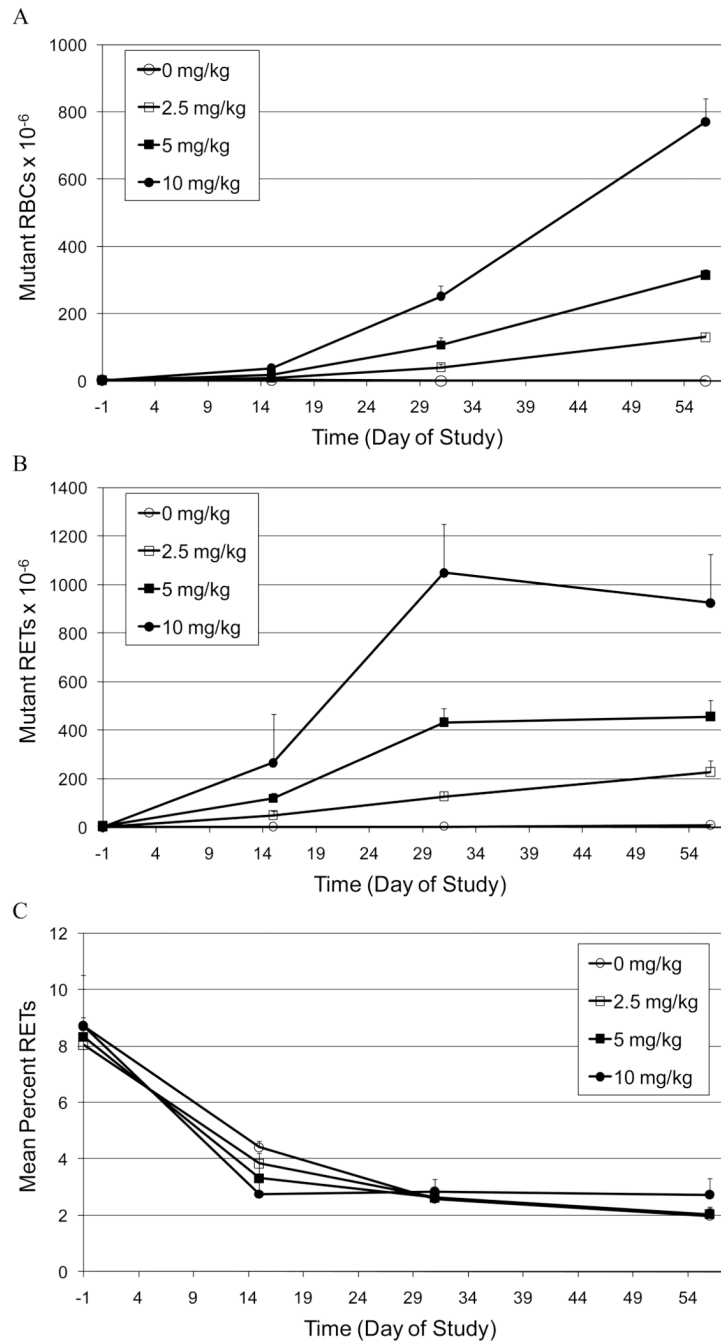 A
Mutant RBCs x 10-6
1000
800
600
400
200
0
0 mg/kg
2.5 mg/kg
5 mg/kg
10 mg/kg
-1 4 9 14 19 24 29 34 39 44 49 54
Time (Day of Study)
B
Mutant RETs x 10-6
1400
1200
1000
800
600
400
200
0
0 mg/kg
2.5 mg/kg
5 mg/kg
10 mg/kg
-1 4 9 14 19 24 29 34 39 44 49 54
Time (Day of Study)
C
Mean Percent RETs
12
10
8
6
4
2
0
0 mg/kg
2.5 mg/kg
5 mg/kg
10 mg/kg
-1 4 9 14 19 24 29 34 39 44 49 54
Time (Day of Study)